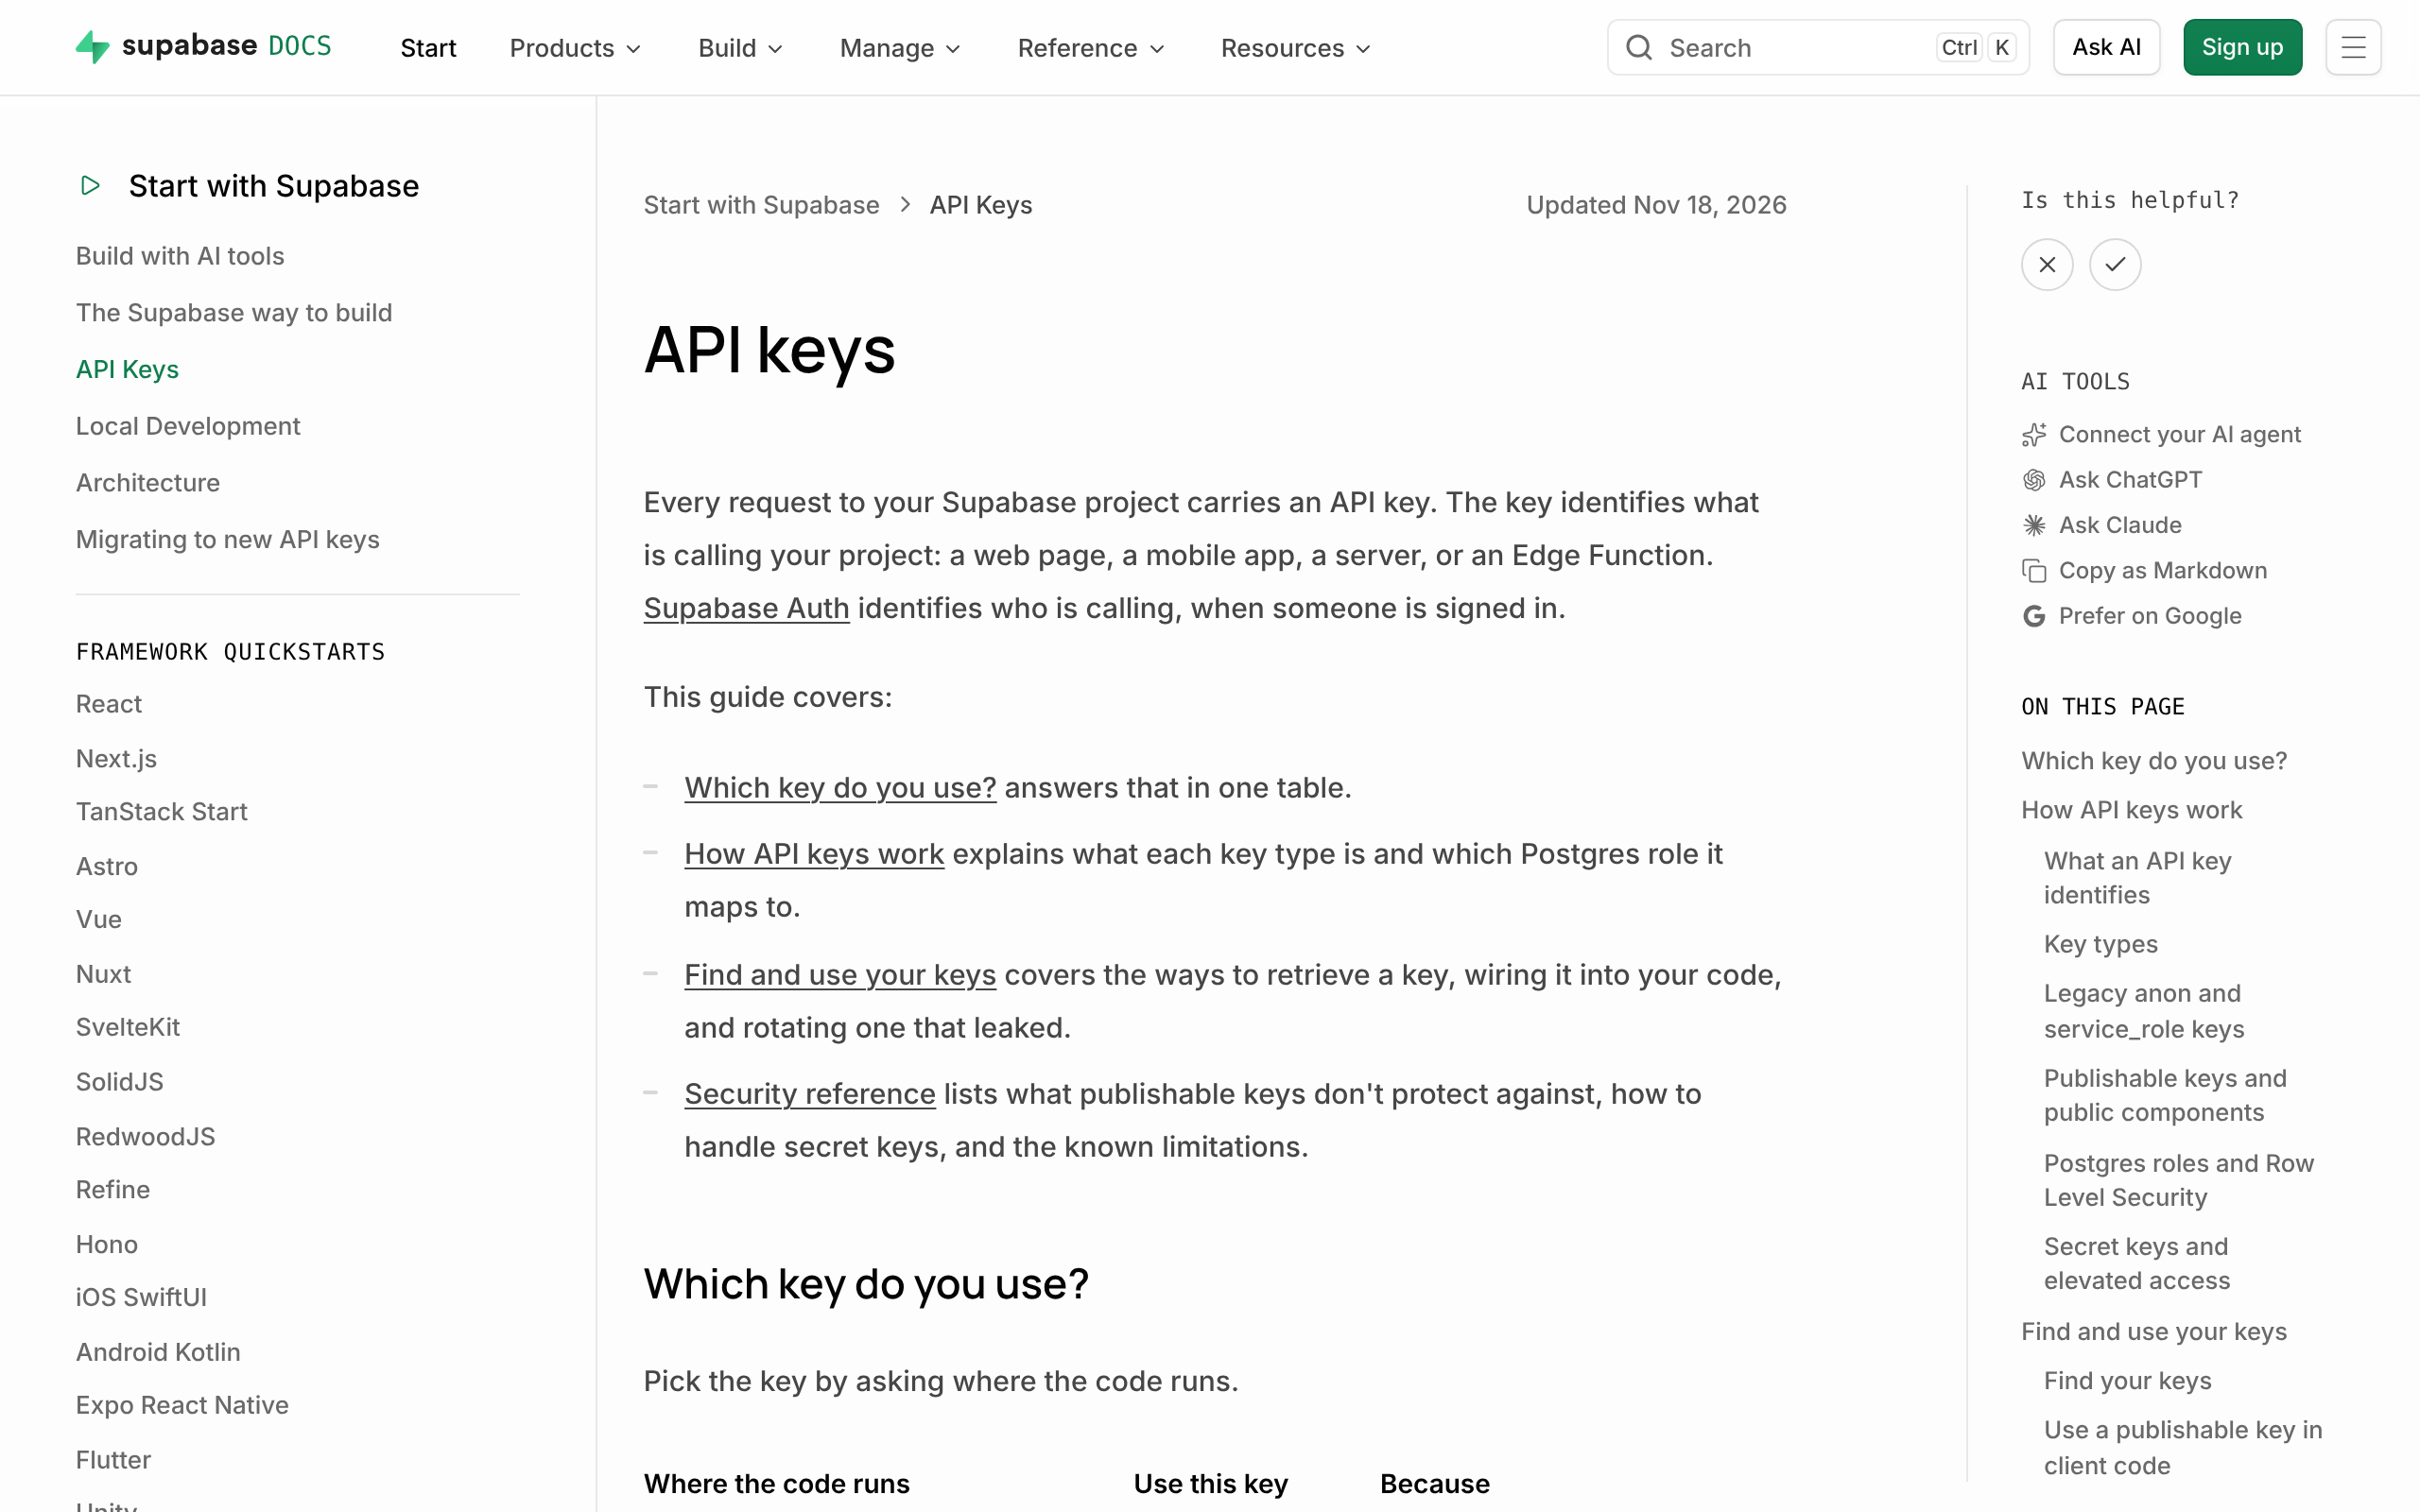 supabase DOCS
Start
Products
Build
Manage
Reference
Resources
Search
Ctrl K
Ask AI
Sign up
Start with Supabase
Build with AI tools
The Supabase way to build
API Keys
Local Development
Architecture
Migrating to new API keys
FRAMEWORK QUICKSTARTS
React
Next.js
TanStack Start
Astro
Vue
Nuxt
SvelteKit
SolidJS
RedwoodJS
Refine
Hono
iOS SwiftUI
Android Kotlin
Expo React Native
Flutter
Unity
Start with Supabase > API Keys
Updated Nov 18, 2026
API keys
Every request to your Supabase project carries an API key. The key identifies what
is calling your project: a web page, a mobile app, a server, or an Edge Function.
Supabase Auth identifies who is calling, when someone is signed in.
This guide covers:
Which key do you use? answers that in one table.
How API keys work explains what each key type is and which Postgres role it
maps to.
Find and use your keys covers the ways to retrieve a key, wiring it into your code,
and rotating one that leaked.
Security reference lists what publishable keys don't protect against, how to
handle secret keys, and the known limitations.
Which key do you use?
Pick the key by asking where the code runs.
Where the code runs
Use this key
Because
Is this helpful?
AI TOOLS
Connect your AI agent
Ask ChatGPT
Ask Claude
Copy as Markdown
Prefer on Google
ON THIS PAGE
Which key do you use?
How API keys work
What an API key
identifies
Key types
Legacy anon and
service_role keys
Publishable keys and
public components
Postgres roles and Row
Level Security
Secret keys and
elevated access
Find and use your keys
Find your keys
Use a publishable key in
client code